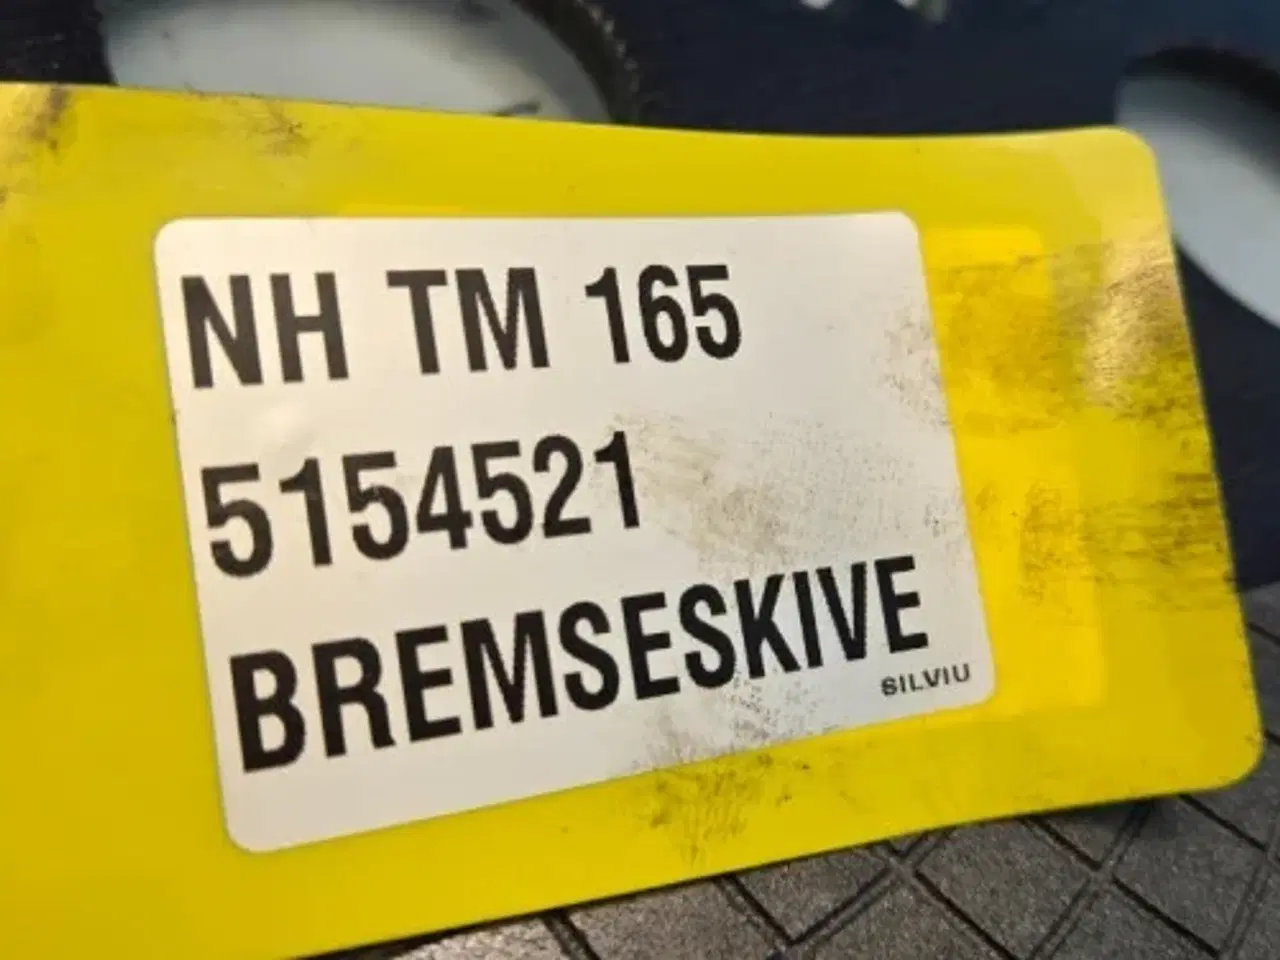 NH TM 165
5154521
BREMSESKIVE
SILVIU